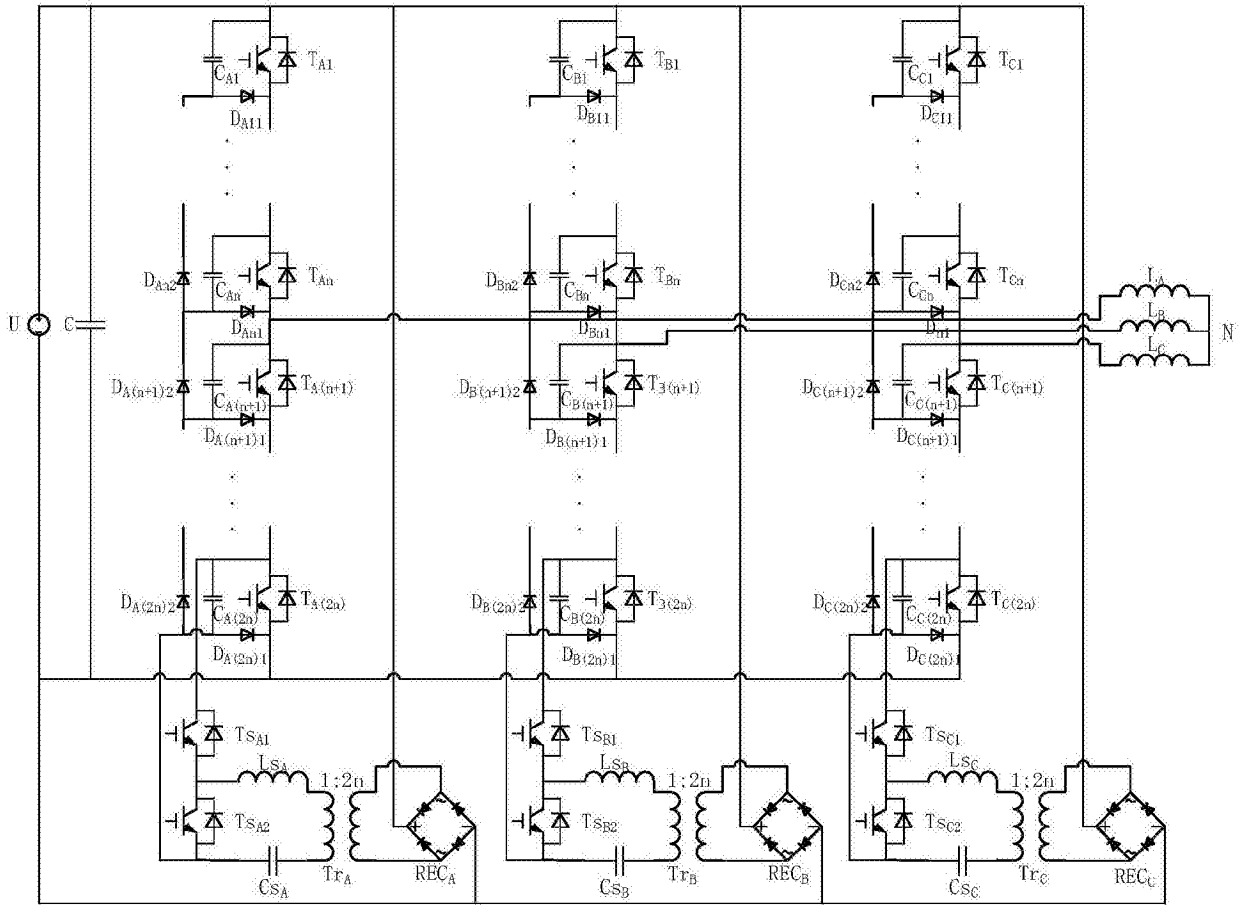 C_A1 T_A1 C_B1 T_B1 C_C1 T_C1
D_A11 D_B11 D_C11
D_An2 C_An T_An D_Bn2 C_Bn T_Bn D_Cn2 C_Cn T_Cn
L_A
U C D_An1 D_Bn1 D_n1 L_B N
L_C
D_A(n+1)2 C_A(n+1) T_A(n+1) D_B(n+1)2 C_B(n+1) T_3(n+1) D_C(n+1)2 C_C(n+1) T_C(n+1)
D_A(n+1)1 D_B(n+1)1 D_C(n+1)1
D_A(2n)2 C_A(2n) T_A(2n) D_B(2n)2 C_B(2n) T_3(2n) D_C(2n)2 C_C(2n) T_C(2n)
D_A(2n)1 D_B(2n)1 D_C(2n)1
Ts_A1 Ts_B1 Ts_C1
Ls_A 1:2n Ls_B 1:2n Ls_C 1:2n
Ts_A2 Ts_B2 Ts_C2
Cs_A Tr_A REC_A Cs_B Tr_B REC_B Cs_C Tr_C REC_C